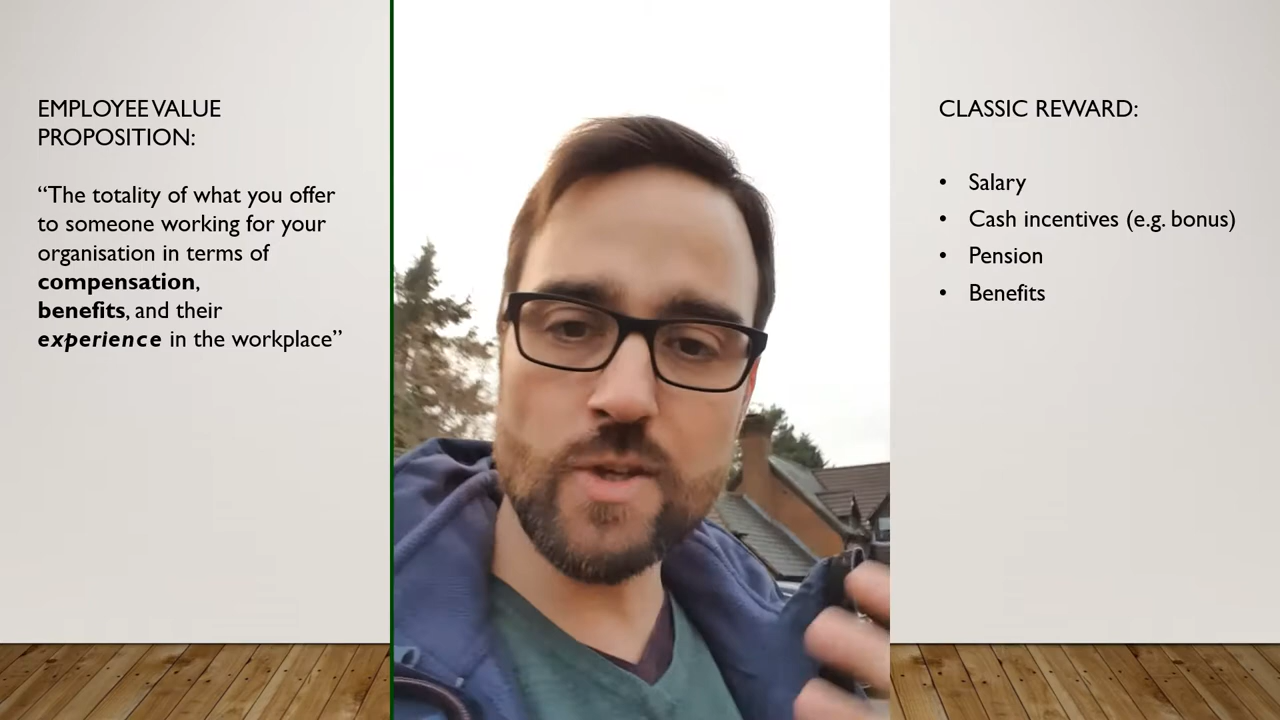 EMPLOYEE VALUE
PROPOSITION:
“The totality of what you offer
to someone working for your
organisation in terms of
compensation,
benefits, and their
experience in the workplace”
CLASSIC REWARD:
• Salary
• Cash incentives (e.g. bonus)
• Pension
• Benefits